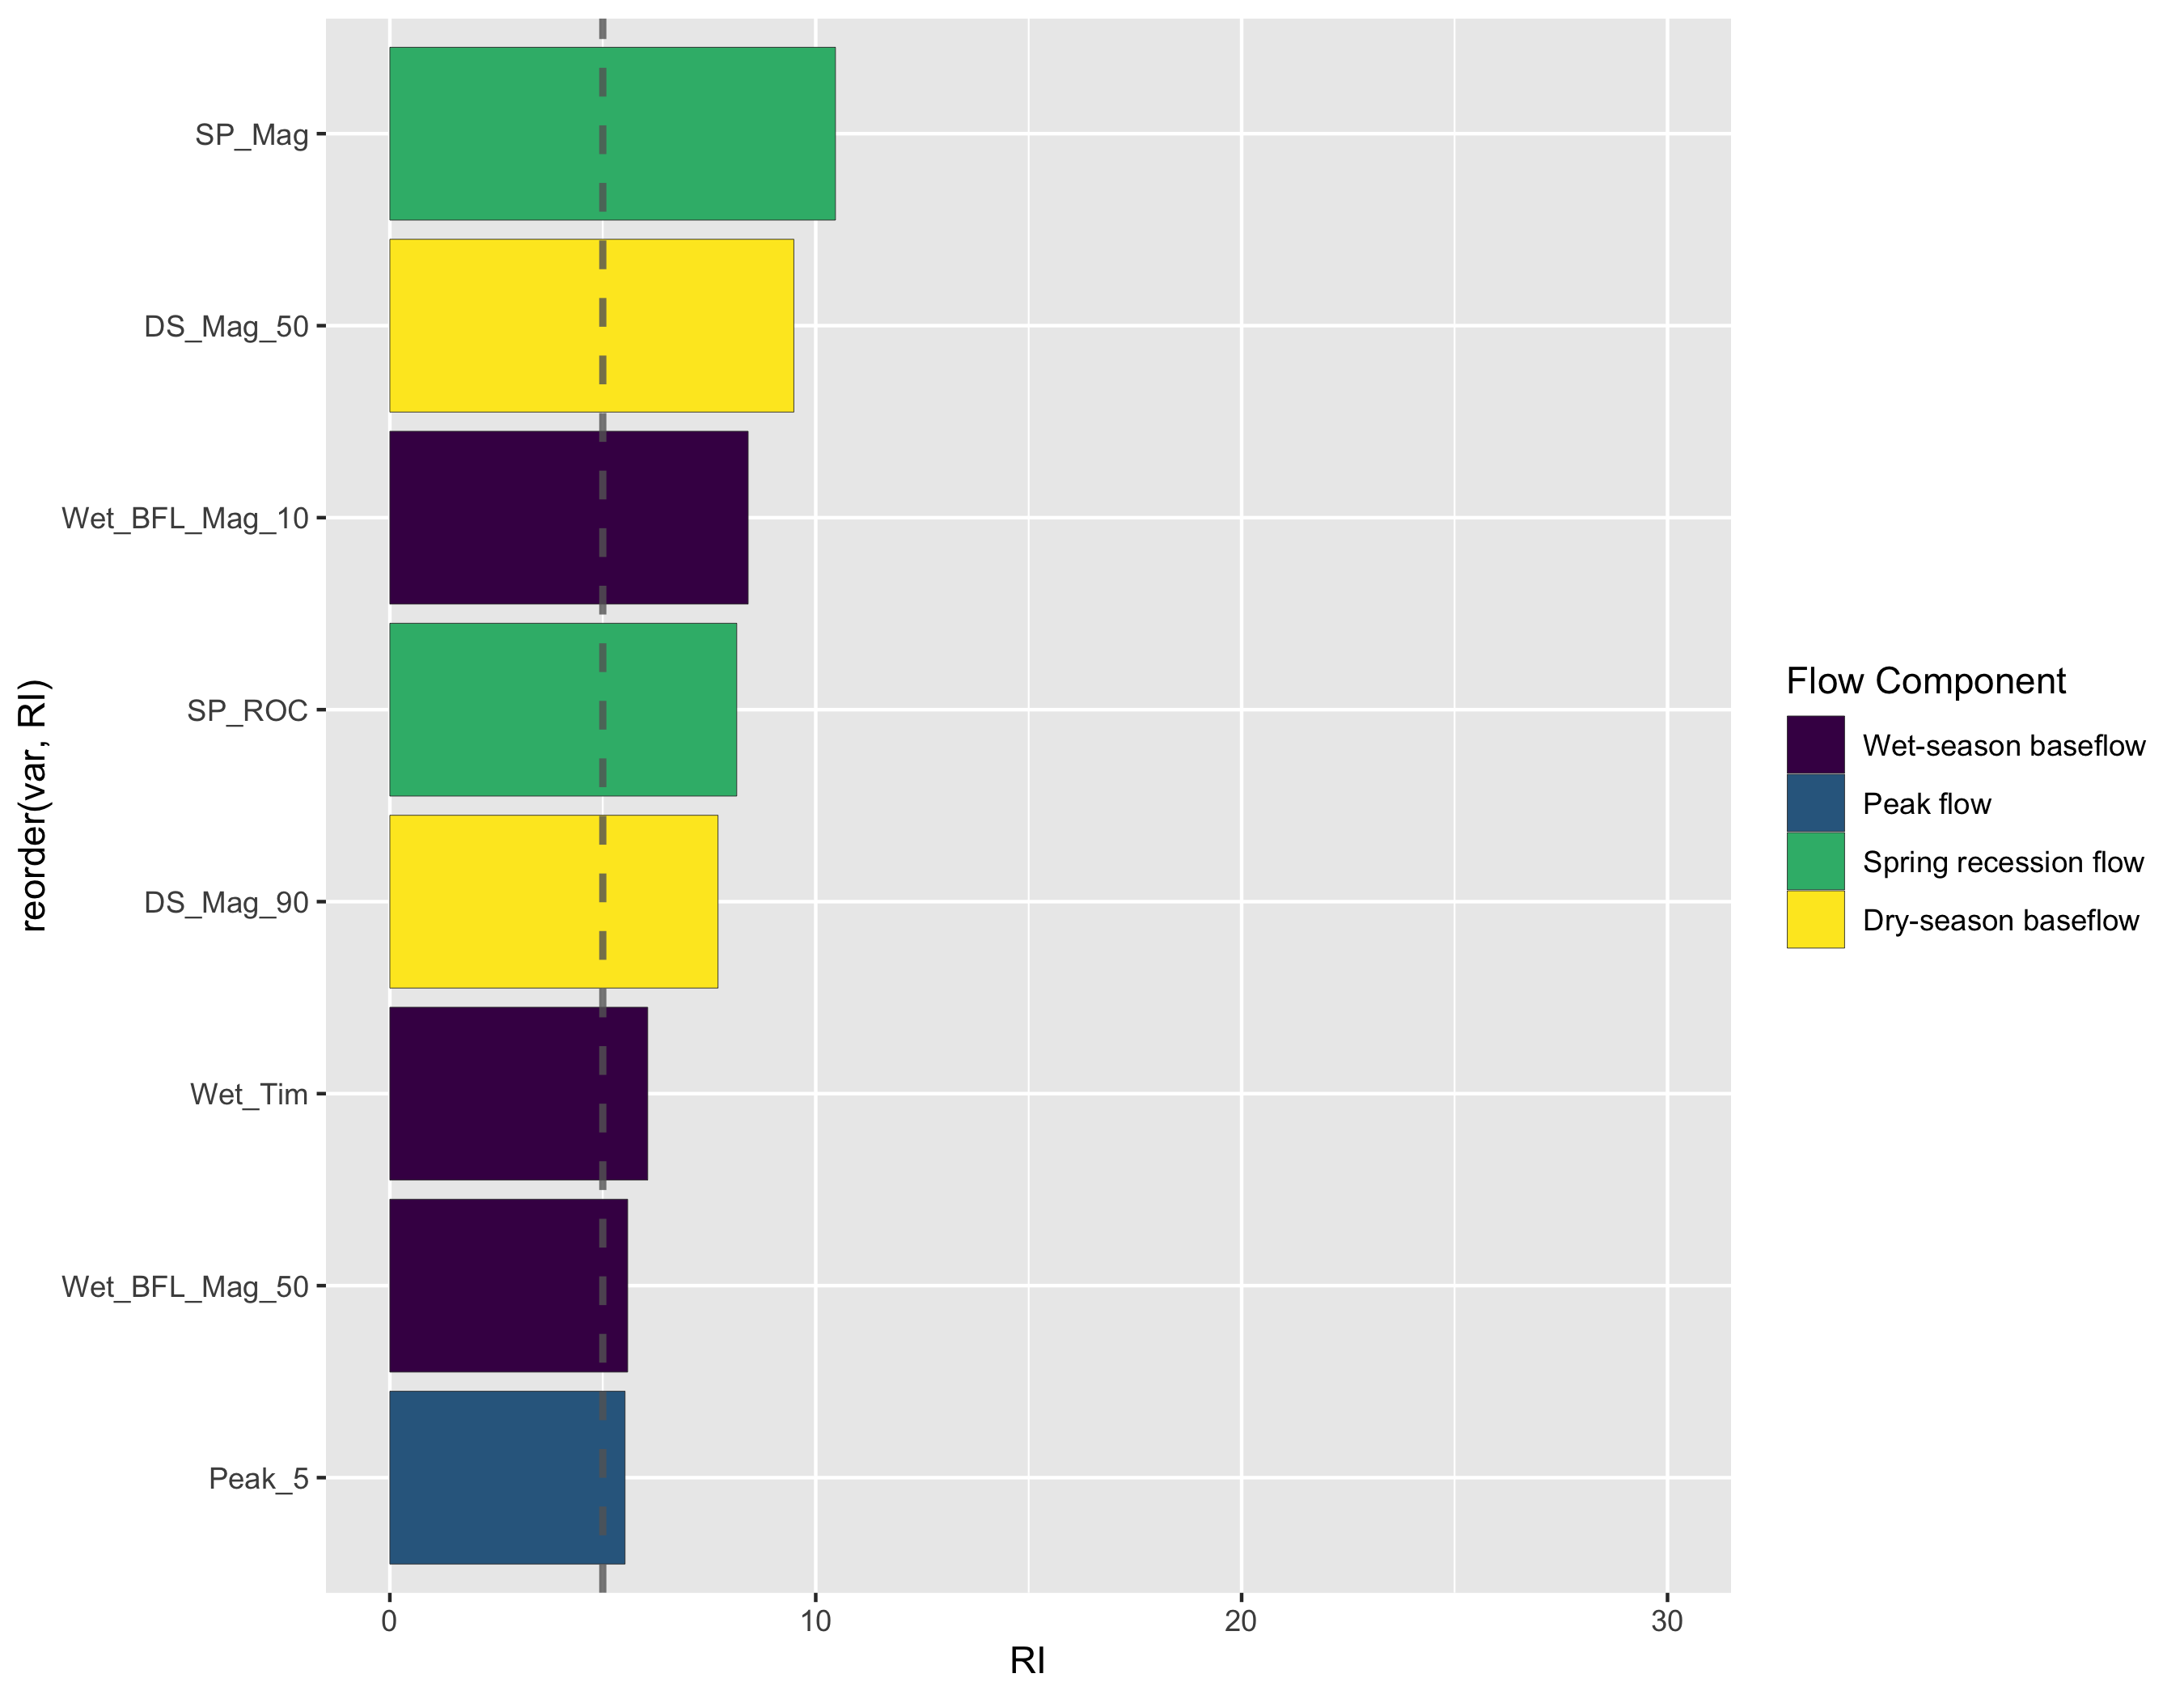 SP_Mag
DS_Mag_50
Wet_BFL_Mag_10
SP_ROC
DS_Mag_90
Wet_Tim
Wet_BFL_Mag_50
Peak_5
reorder(var, RI)
0 10 20 30
RI
Flow Component
Wet-season baseflow
Peak flow
Spring recession flow
Dry-season baseflow